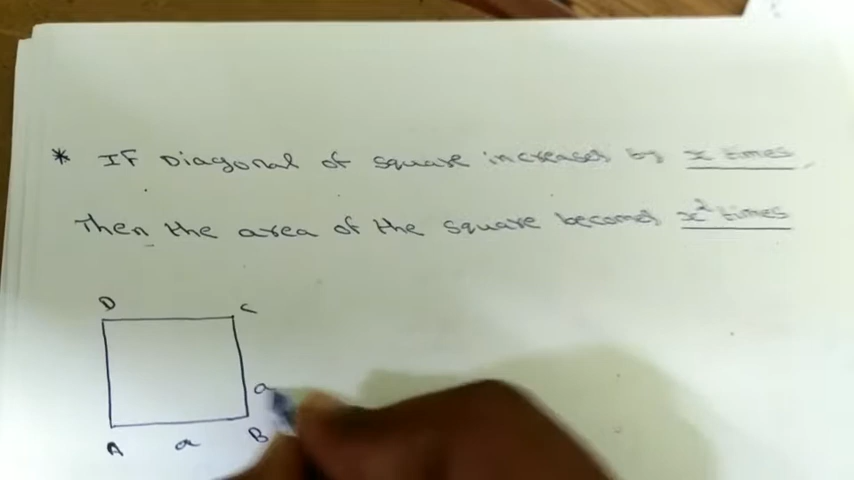 * IF Diagonal of square increases by x times
Then the area of the square becomes x² times
D C
a
A a B